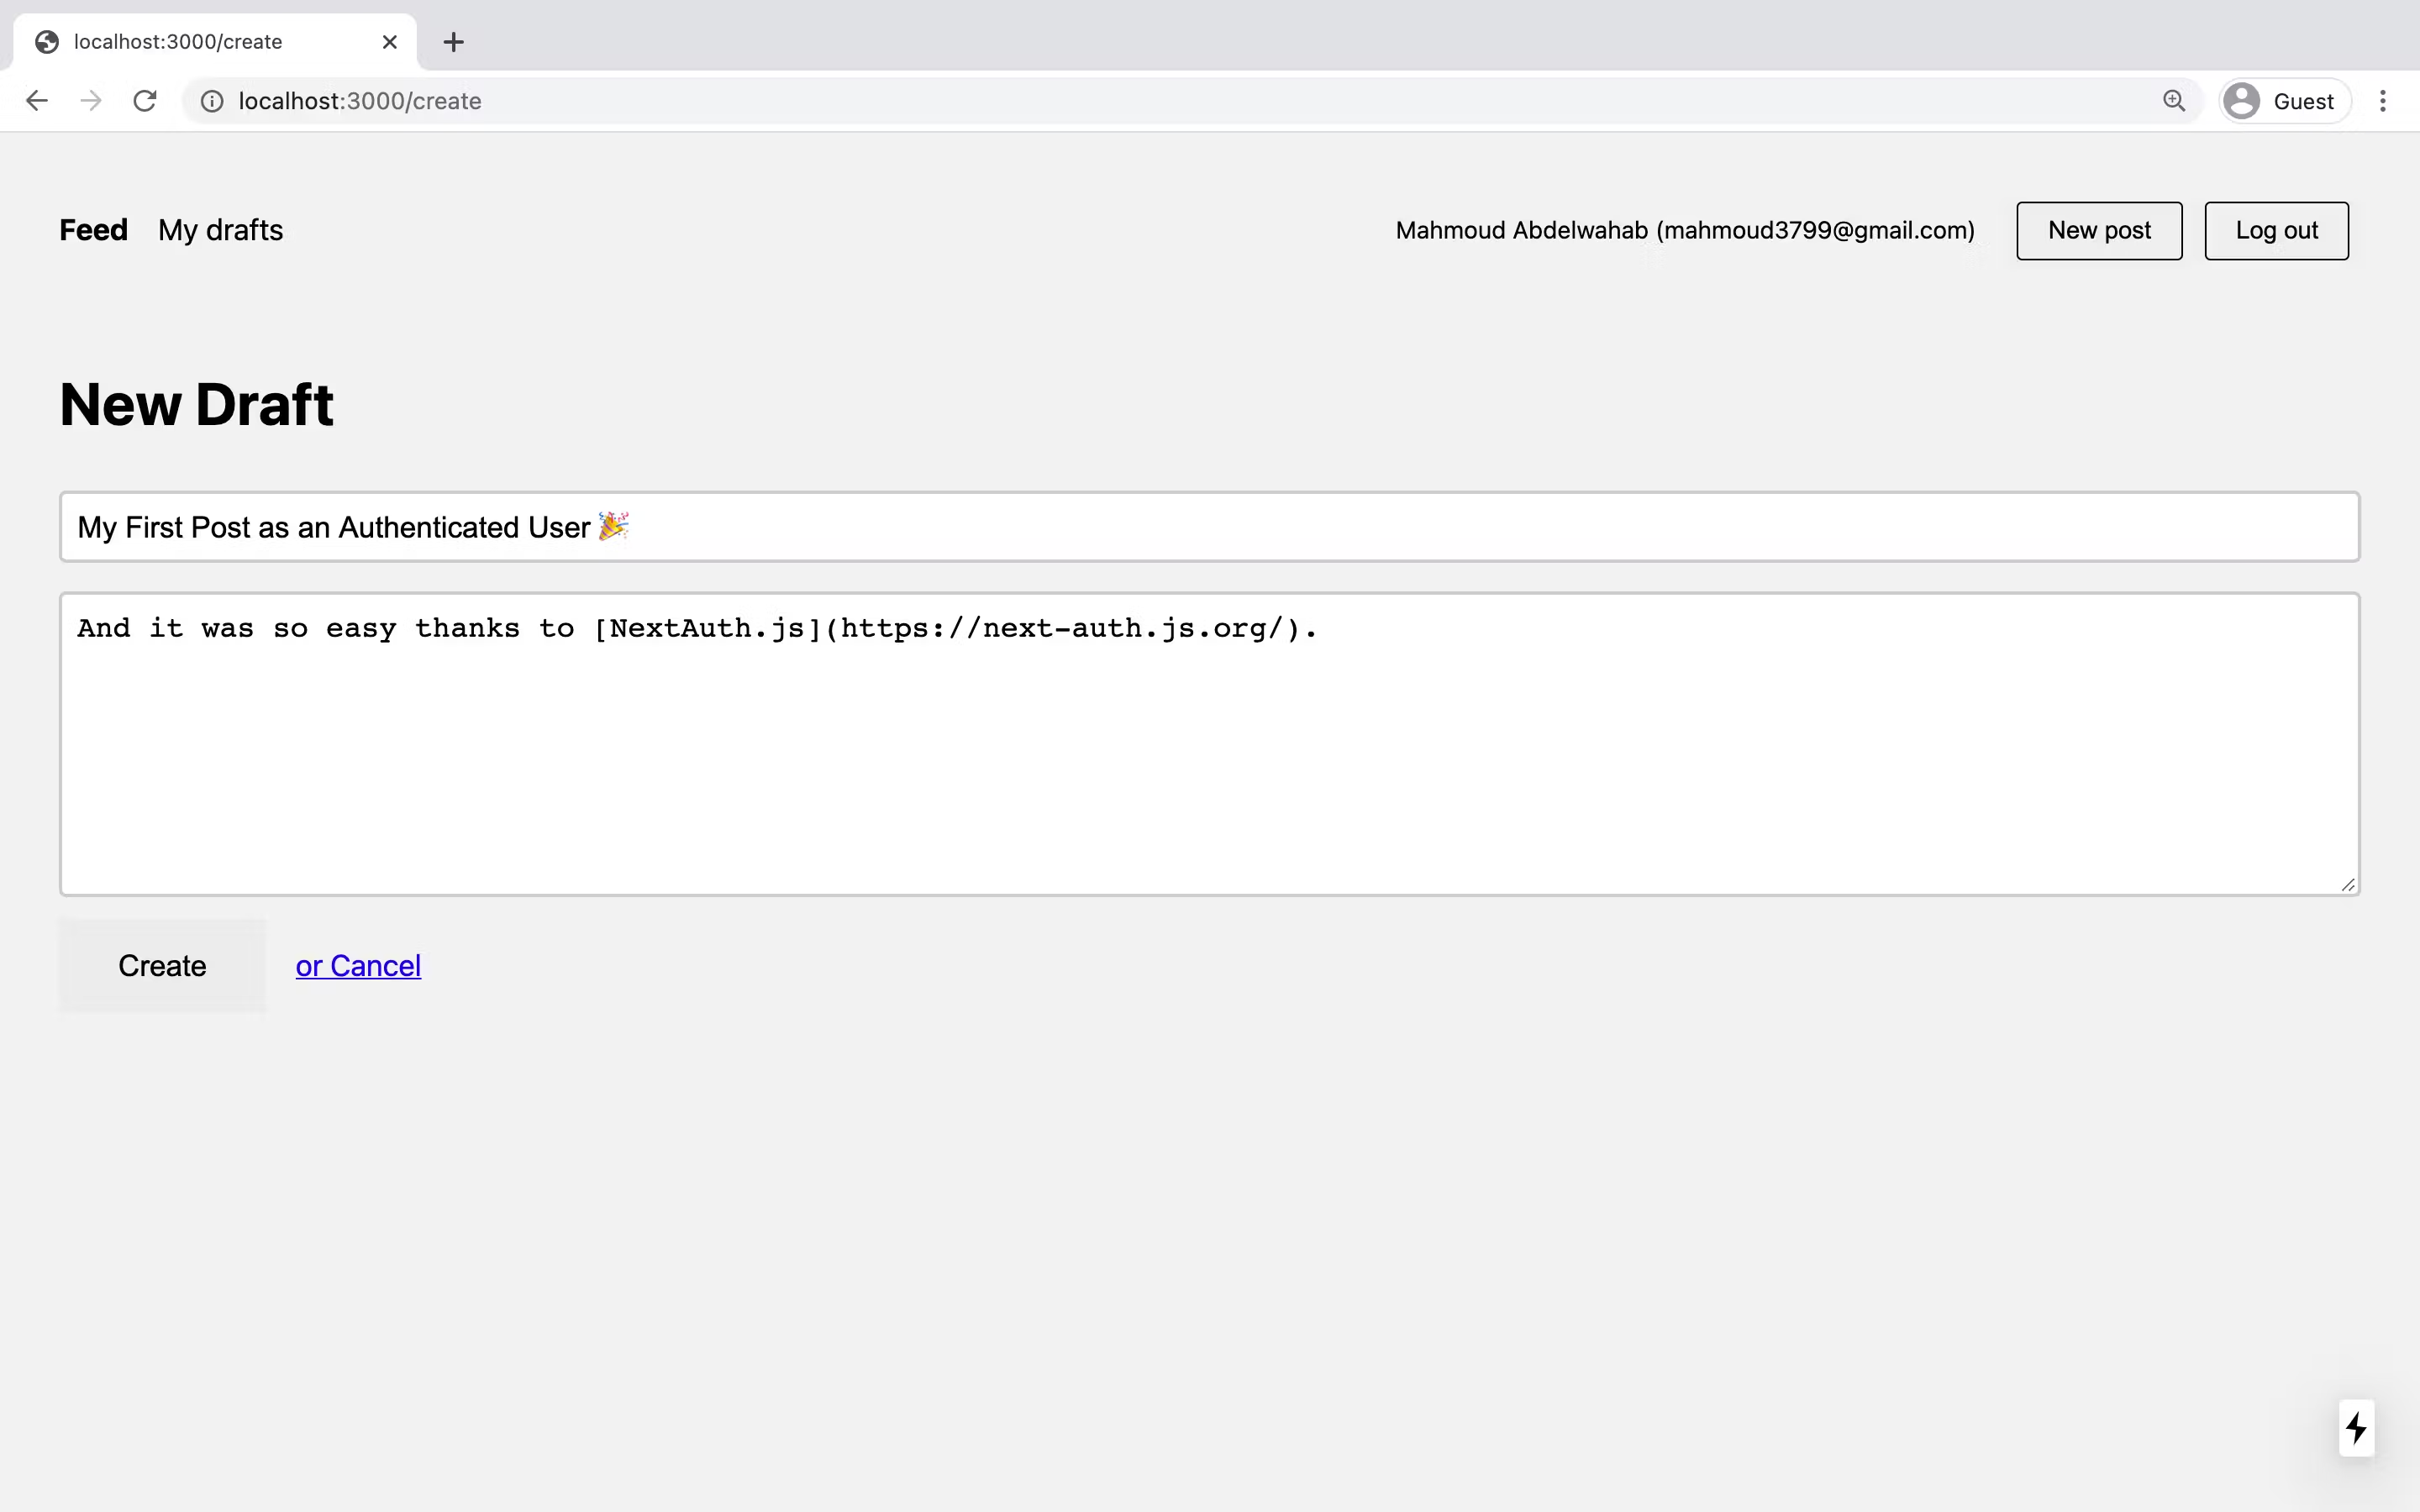 localhost:3000/create
localhost:3000/create
Guest
Feed My drafts Mahmoud Abdelwahab (mahmoud3799@gmail.com) New post Log out
New Draft
My First Post as an Authenticated User 🎉
And it was so easy thanks to [NextAuth.js](https://next-auth.js.org/).
Create or Cancel